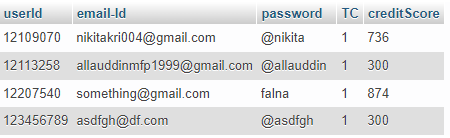 userId email-Id password TC creditScore
12109070 nikitakri004@gmail.com @nikita 1 736
12113258 allauddinmfp1999@gmail.com @allauddin 1 300
12207540 something@gmail.com falna 1 874
123456789 asdfgh@df.com @asdfgh 1 300